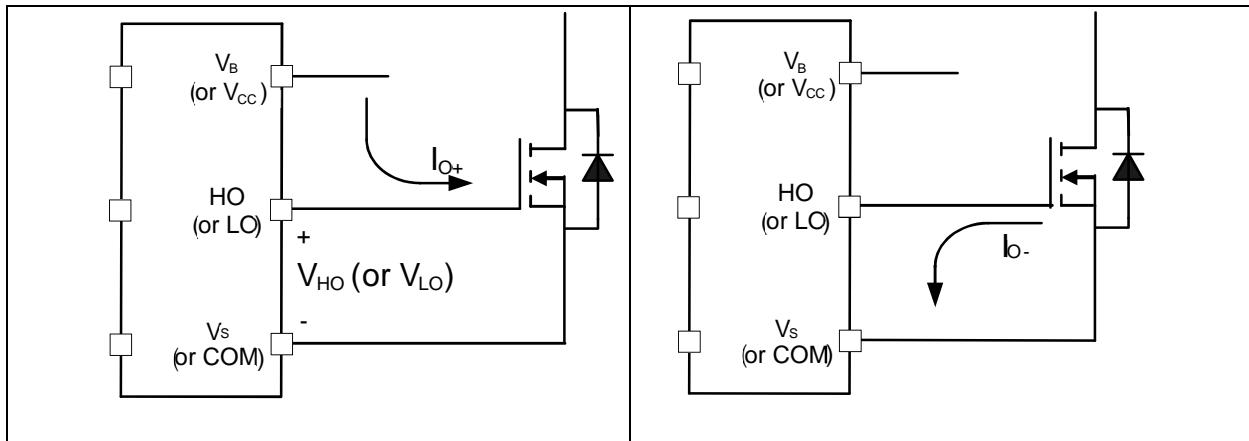 VB
(or VCC)
IO+
HO
(or LO)
+
VHO (or VLO)
-
VS
(or COM)
VB
(or VCC)
HO
(or LO)
IO-
VS
(or COM)